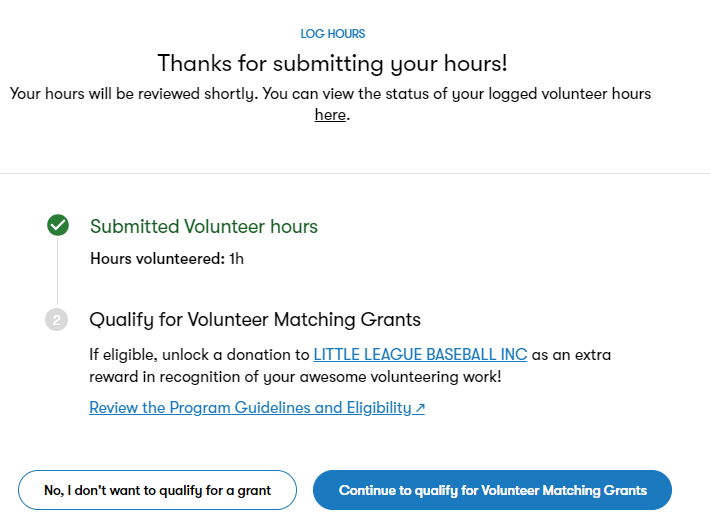 LOG HOURS
Thanks for submitting your hours!
Your hours will be reviewed shortly. You can view the status of your logged volunteer hours
here.
Submitted Volunteer hours
Hours volunteered: 1h
2
Qualify for Volunteer Matching Grants
If eligible, unlock a donation to LITTLE LEAGUE BASEBALL INC as an extra
reward in recognition of your awesome volunteering work!
Review the Program Guidelines and Eligibility ↗
No, I don't want to qualify for a grant
Continue to qualify for Volunteer Matching Grants